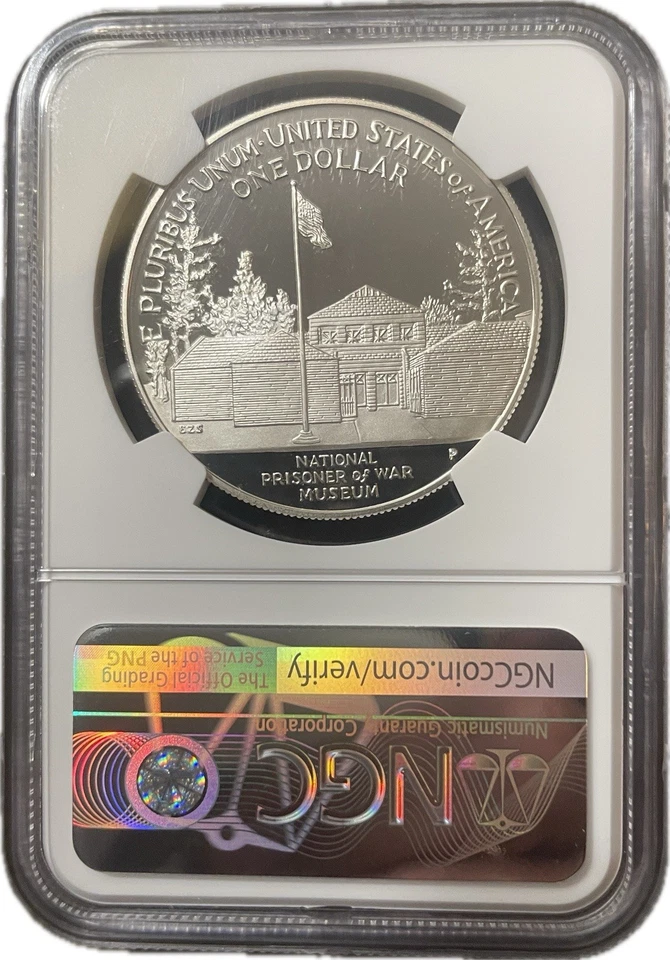 E PLURIBUS UNUM · UNITED STATES of AMERICA
ONE DOLLAR
EZS
P
NATIONAL
PRISONER of WAR
MUSEUM
NGCcoin.com/verify
The Official Grading
Service of the PNG
NGC
Numismatic Guaranty
Corporation